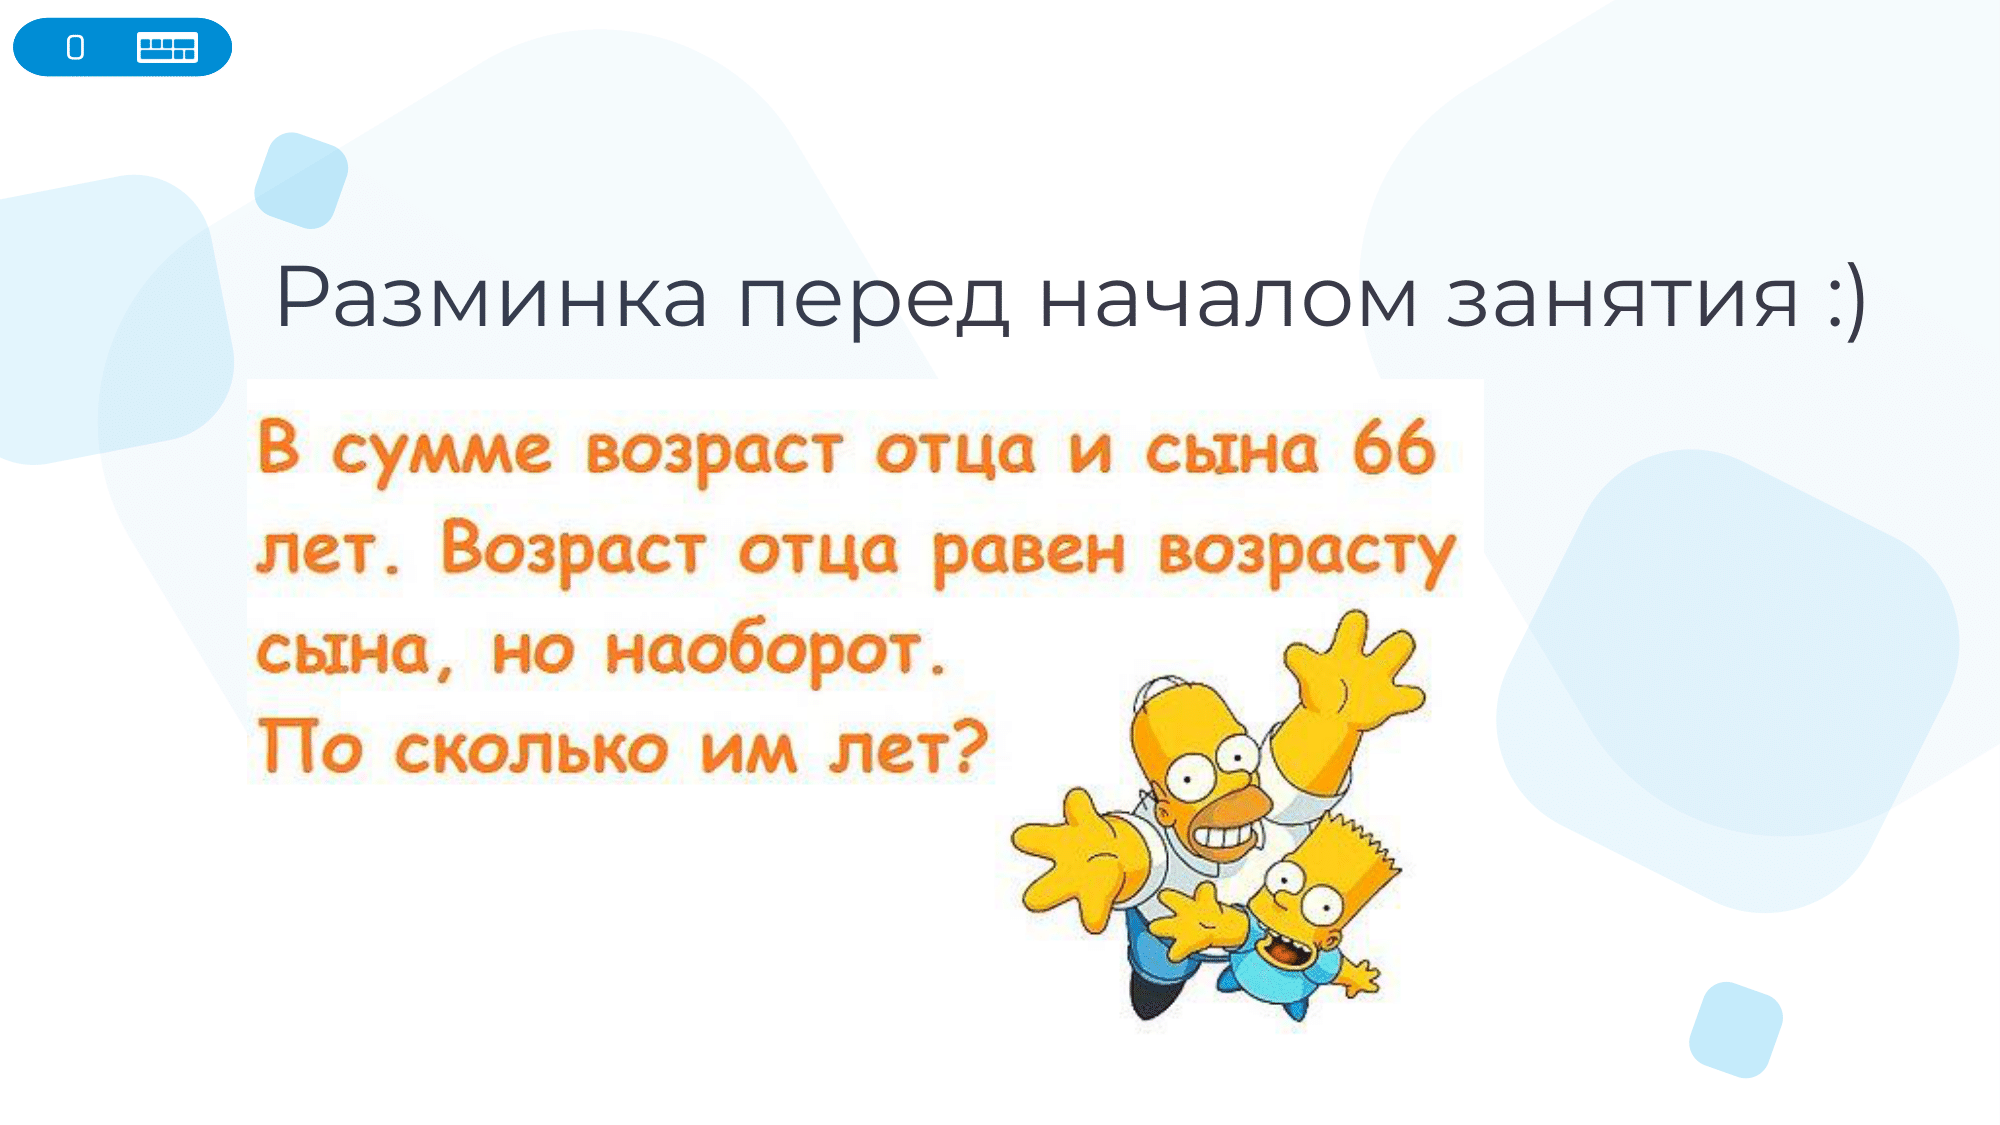 0
Разминка перед началом занятия :)
В сумме возраст отца и сына 66
лет. Возраст отца равен возрасту
сына, но наоборот.
По сколько им лет?